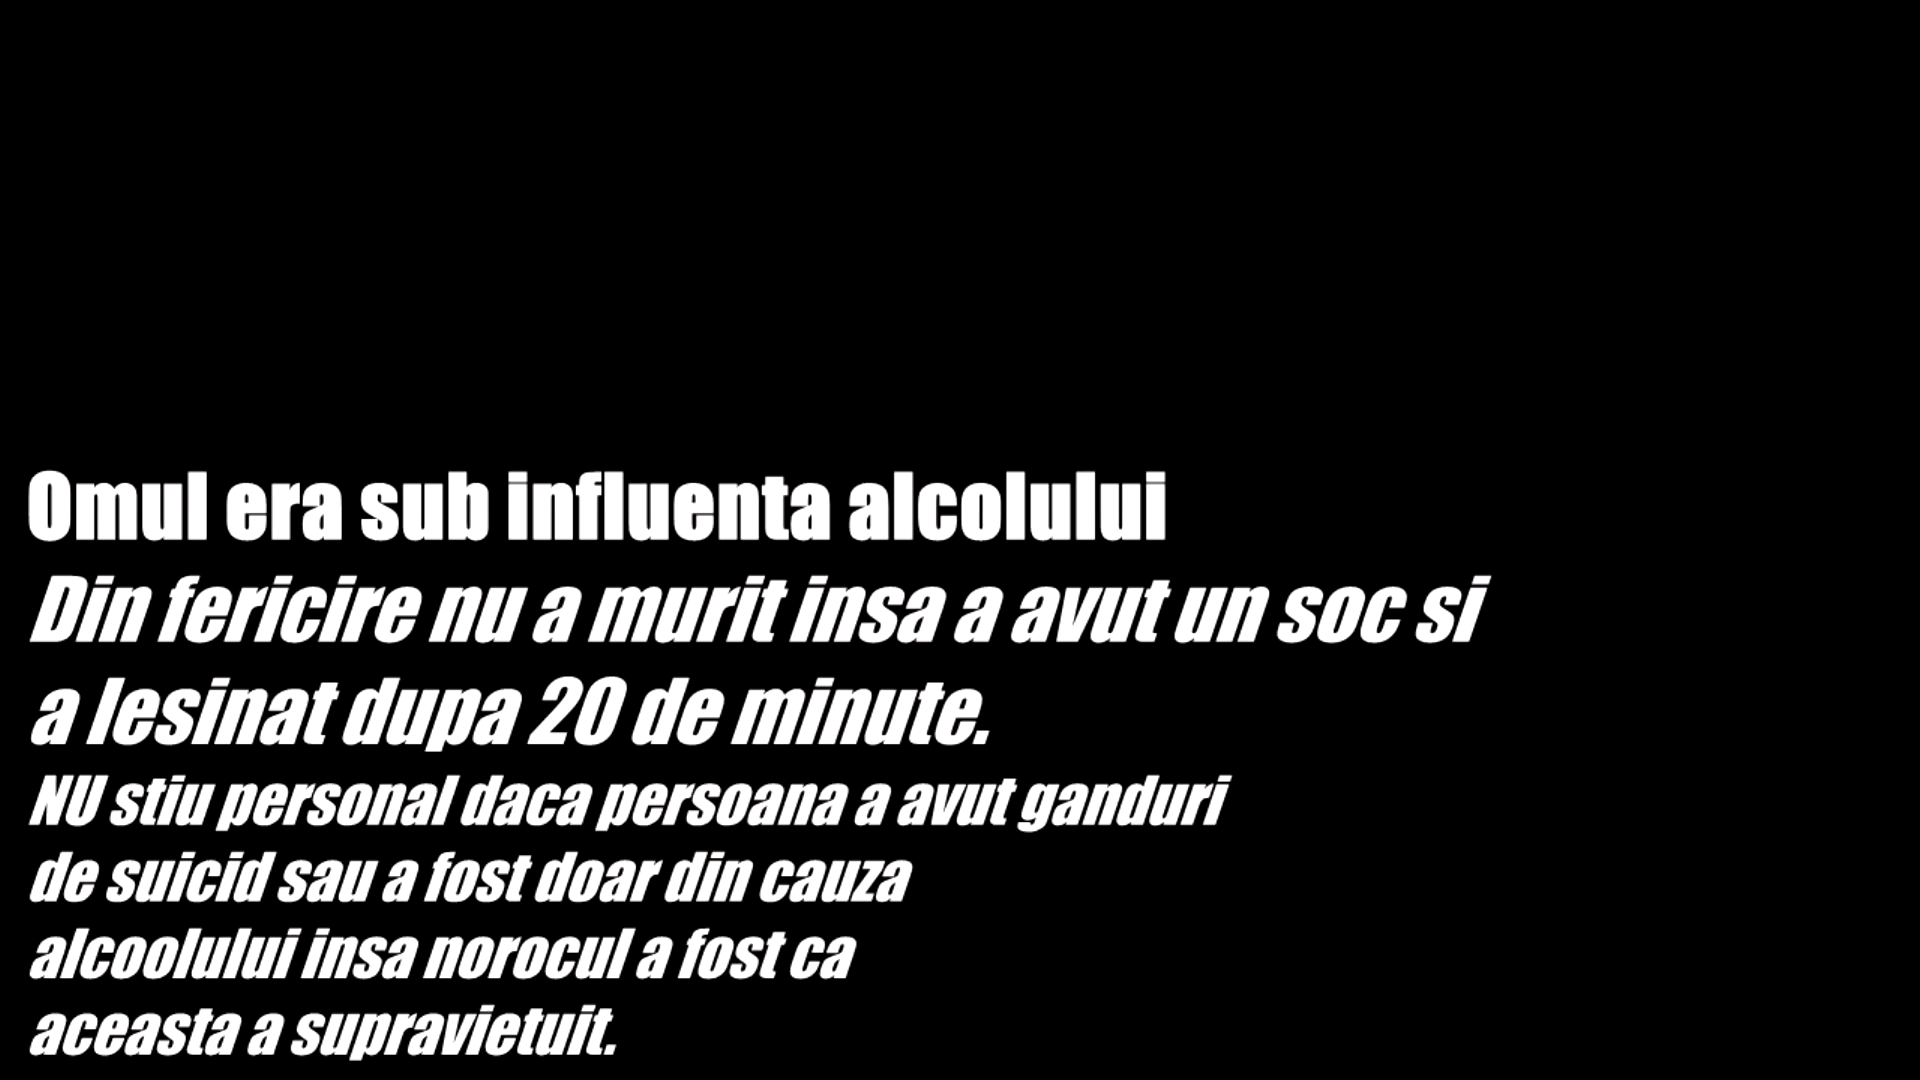 Omul era sub influenta alcolului
Din fericire nu a murit insa a avut un soc si
a lesinat dupa 20 de minute.
NU stiu personal daca persoana a avut ganduri
de suicid sau a fost doar din cauza
alcoolului insa norocul a fost ca
aceasta a supravietuit.